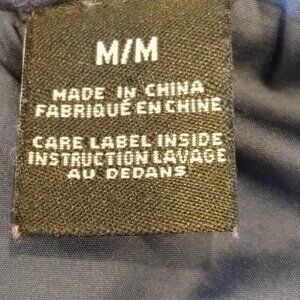 M/M
MADE IN CHINA
FABRIQUÉ EN CHINE
CARE LABEL INSIDE
INSTRUCTION LAVAGE
AU DEDANS